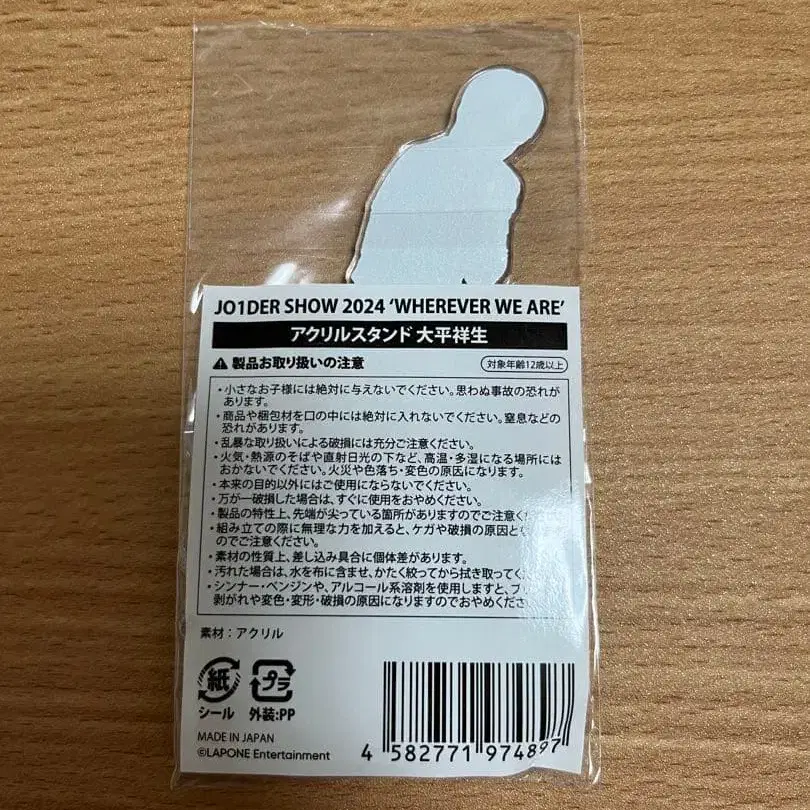 JO1DER SHOW 2024 ‘WHEREVER WE ARE’
アクリルスタンド 大平祥生
製品お取り扱いの注意
対象年齢12歳以上
・小さなお子様には絶対に与えないでください。思わぬ事故の恐れが
あります。
・商品や梱包材を口の中には絶対に入れないでください。窒息などの
恐れがあります。
・乱暴な取り扱いによる破損には充分ご注意ください。
・火気・熱源のそばや直射日光の下など、高温・多湿になる場所には
おかないでください。火災や色落ち・変色の原因になります。
・本来の目的以外にはご使用にならないでください。
・万が一破損した場合は、すぐに使用をおやめください。
・製品の特性上、先端が尖っている箇所がありますのでご注意くださ
・組み立ての際に無理な力を加えると、ケガや破損の原因と
のでご注意ください。
・素材の性質上、差し込み具合に個体差があります。
・汚れた場合は、水を布に含ませ、かたく絞ってから拭き取ってく
・シンナー・ベンジンや、アルコール系溶剤を使用しますと、プ
剥がれや変色・変形・破損の原因になりますのでおやめくださ
素材：アクリル
紙
プラ
シール
外装:PP
MADE IN JAPAN
©LAPONE Entertainment
4 582771 974897